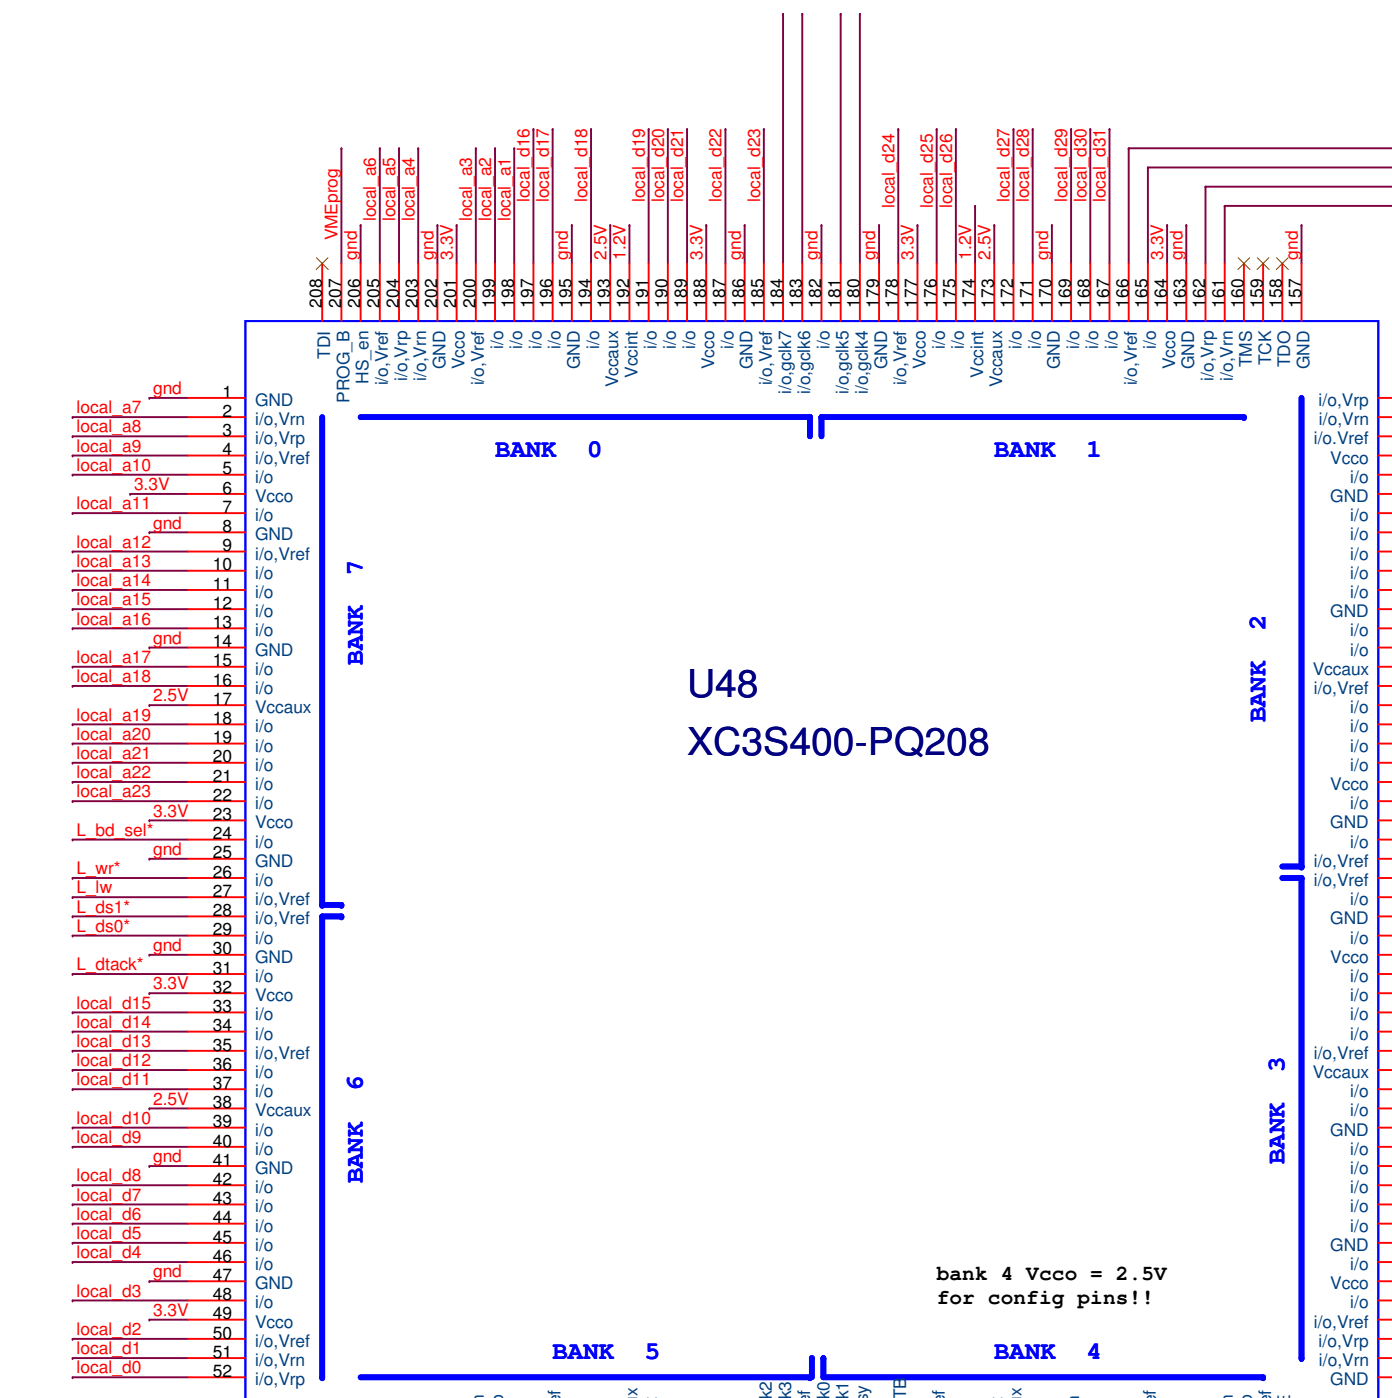 VMEprog
gnd
local_a6
local_a5
local_a4
gnd
3.3V
local_a3
local_a2
local_a1
local_d16
local_d17
gnd
local_d18
2.5V
1.2V
local_d19
local_d20
local_d21
3.3V
local_d22
gnd
local_d23
gnd
gnd
local_d24
3.3V
local_d25
local_d26
1.2V
2.5V
local_d27
local_d28
gnd
local_d29
local_d30
local_d31
3.3V
gnd
gnd
208 TDI
207 PROG_B
206 HS_en
205 i/o,Vref
204 i/o,Vrp
203 i/o,Vrn
202 GND
201 Vcco
200 i/o,Vref
199 i/o
198 i/o
197 i/o
196 i/o
195 GND
194 i/o
193 Vccaux
192 Vccint
191 i/o
190 i/o
189 i/o
188 Vcco
187 i/o
186 GND
185 i/o,Vref
184 i/o,gclk7
183 i/o,gclk6
182 i/o
181 i/o,gclk5
180 i/o,gclk4
179 GND
178 i/o,Vref
177 Vcco
176 i/o
175 i/o
174 Vccint
173 Vccaux
172 i/o
171 i/o
170 GND
169 i/o
168 i/o
167 i/o
166 i/o,Vref
165 i/o
164 Vcco
163 GND
162 i/o,Vrp
161 i/o,Vrn
160 TMS
159 TCK
158 TDO
157 GND
gnd 1 GND
local_a7 2 i/o,Vrn
local_a8 3 i/o,Vrp
local_a9 4 i/o,Vref
local_a10 5 i/o
3.3V 6 Vcco
local_a11 7 i/o
gnd 8 GND
local_a12 9 i/o,Vref
local_a13 10 i/o
local_a14 11 i/o
local_a15 12 i/o
local_a16 13 i/o
gnd 14 GND
local_a17 15 i/o
local_a18 16 i/o
2.5V 17 Vccaux
local_a19 18 i/o
local_a20 19 i/o
local_a21 20 i/o
local_a22 21 i/o
local_a23 22 i/o
3.3V 23 Vcco
L_bd_sel* 24 i/o
gnd 25 GND
L_wr* 26 i/o
L_lw 27 i/o,Vref
L_ds1* 28 i/o,Vref
L_ds0* 29 i/o
gnd 30 GND
L_dtack* 31 i/o
3.3V 32 Vcco
local_d15 33 i/o
local_d14 34 i/o
local_d13 35 i/o,Vref
local_d12 36 i/o
local_d11 37 i/o
2.5V 38 Vccaux
local_d10 39 i/o
local_d9 40 i/o
gnd 41 GND
local_d8 42 i/o
local_d7 43 i/o
local_d6 44 i/o
local_d5 45 i/o
local_d4 46 i/o
gnd 47 GND
local_d3 48 i/o
3.3V 49 Vcco
local_d2 50 i/o,Vref
local_d1 51 i/o,Vrn
local_d0 52 i/o,Vrp
BANK 0
BANK 1
BANK 7
BANK 2
U48
XC3S400-PQ208
BANK 6
BANK 3
bank 4 Vcco = 2.5V
for config pins!!
BANK 5
BANK 4
i/o,Vrp
i/o,Vrn
i/o.Vref
Vcco
i/o
GND
i/o
i/o
i/o
i/o
i/o
GND
i/o
i/o
Vccaux
i/o,Vref
i/o
i/o
i/o
i/o
Vcco
i/o
GND
i/o
i/o,Vref
i/o,Vref
i/o
GND
i/o
Vcco
i/o
i/o
i/o
i/o
i/o,Vref
Vccaux
i/o
i/o
GND
i/o
i/o
i/o
i/o
i/o
GND
i/o
Vcco
i/o
i/o,Vref
i/o,Vrp
i/o,Vrn
GND